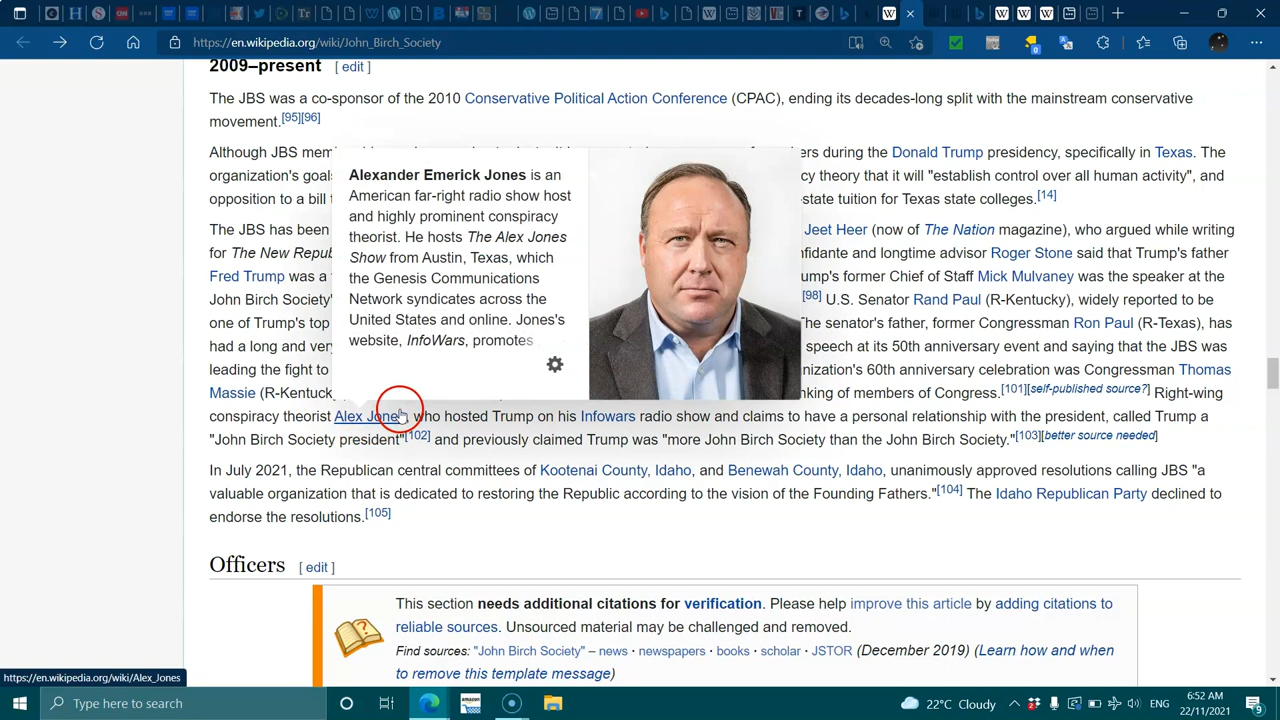 https://en.wikipedia.org/wiki/John_Birch_Society
2009–present [ edit ]
The JBS was a co-sponsor of the 2010 Conservative Political Action Conference (CPAC), ending its decades-long split with the mainstream conservative
movement.[95][96]
Although JBS during the Donald Trump presidency, specifically in Texas. The
organization's theory that it will "establish control over all human activity", and
opposition to a bill -state tuition for Texas state colleges.[14]
The JBS has been Jeet Heer (now of The Nation magazine), who argued while writing
for The New and longtime advisor Roger Stone said that Trump's father
Fred Trump was a former Chief of Staff Mick Mulvaney was the speaker at the
John Birch Society' [98] U.S. Senator Rand Paul (R-Kentucky), widely reported to be
one of Trump's top The senator's father, former Congressman Ron Paul (R-Texas), has
had a long and speech at its 50th anniversary event and saying that the JBS was
leading the fight to 60th anniversary celebration was Congressman Thomas
Massie of members of Congress.[101][self-published source?] Right-wing
conspiracy theorist Alex Jones who hosted Trump on his Infowars radio show and claims to have a personal relationship with the president, called Trump a
"John Birch Society president"[102] and previously claimed Trump was "more John Birch Society than the John Birch Society."[103][better source needed]
Alexander Emerick Jones is an
American far-right radio show host
and highly prominent conspiracy
theorist. He hosts The Alex Jones
Show from Austin, Texas, which
the Genesis Communications
Network syndicates across the
United States and online. Jones's
website, InfoWars, promotes
In July 2021, the Republican central committees of Kootenai County, Idaho, and Benewah County, Idaho, unanimously approved resolutions calling JBS "a
valuable organization that is dedicated to restoring the Republic according to the vision of the Founding Fathers."[104] The Idaho Republican Party declined to
endorse the resolutions.[105]
Officers [ edit ]
This section needs additional citations for verification. Please help improve this article by adding citations to
reliable sources. Unsourced material may be challenged and removed.
Find sources: "John Birch Society" – news · newspapers · books · scholar · JSTOR (December 2019) (Learn how and when
to remove this template message)
https://en.wikipedia.org/wiki/Alex_Jones
Type here to search
22°C Cloudy
ENG
6:52 AM
22/11/2021